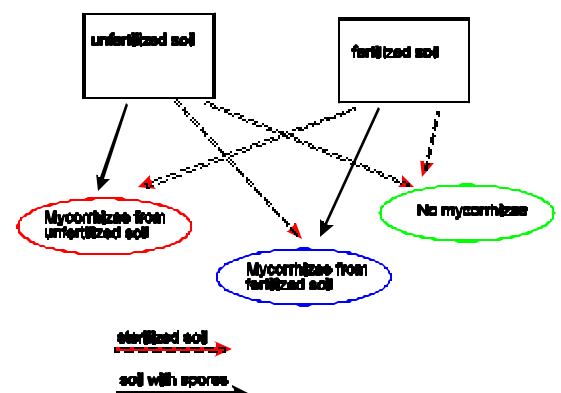 unfertilized soil
fertilized soil
Mycorrhizae from
unfertilized soil
No mycorrhizae
Mycorrhizae from
fertilized soil
sterilized soil
soil with spores